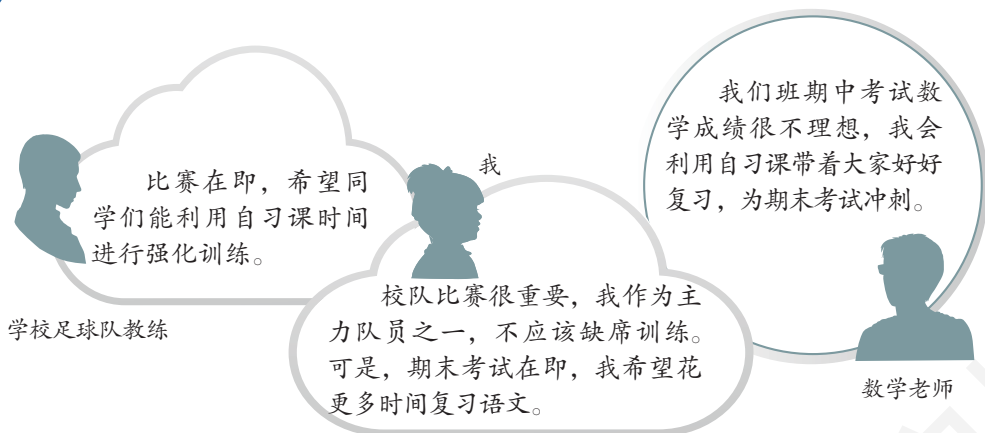 比赛在即，希望同
学们能利用自习课时间
进行强化训练。
学校足球队教练
我
校队比赛很重要，我作为主
力队员之一，不应该缺席训练。
可是，期末考试在即，我希望花
更多时间复习语文。
我们班期中考试数
学成绩很不理想，我会
利用自习课带着大家好好
复习，为期末考试冲刺。
数学老师